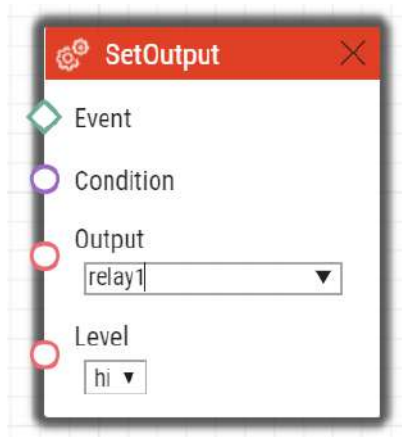 SetOutput
Event
Condition
Output
relay1
Level
hi